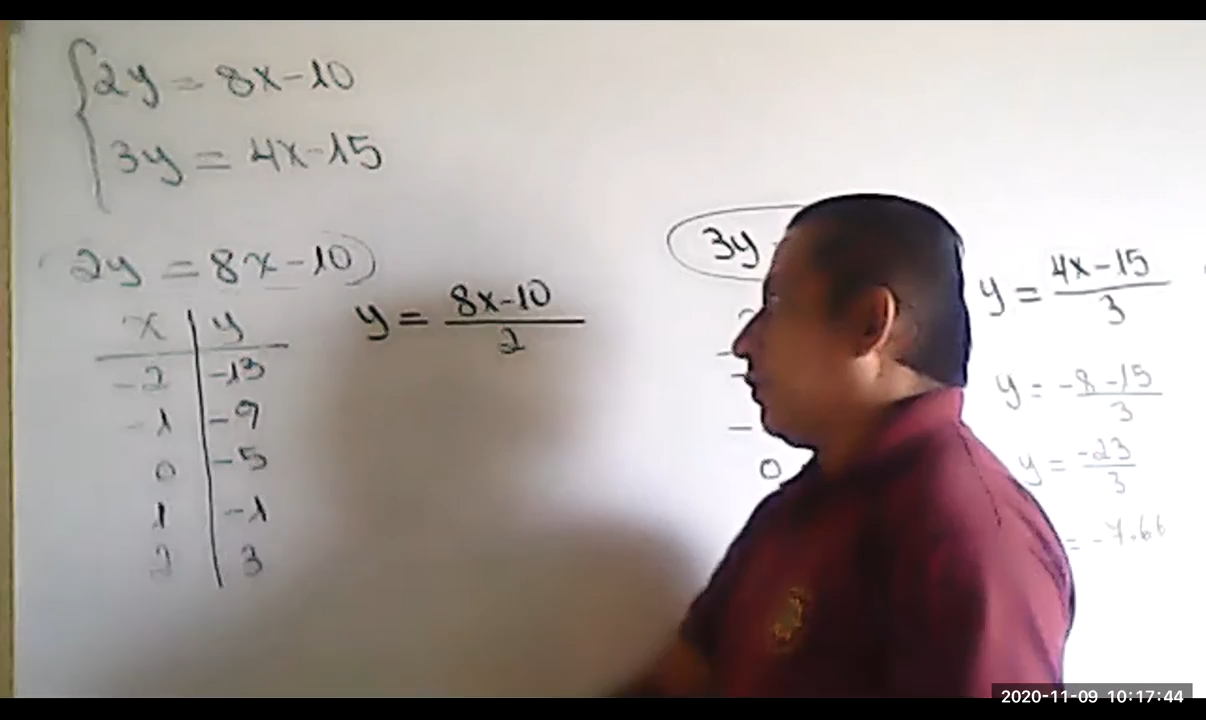 2y = 8x-10
3y = 4x-15
2y = 8x-10
x | y
-2 | -13
-1 | -9
0 | -5
1 | -1
2 | 3
y = 8x-10
2
3y
0
y = 4x-15
3
y = -8-15
3
y = -23
3
= -7.66
2020-11-09 10:17:44